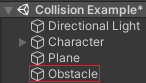 Collision Example*
Directional Light
Character
Plane
Obstacle